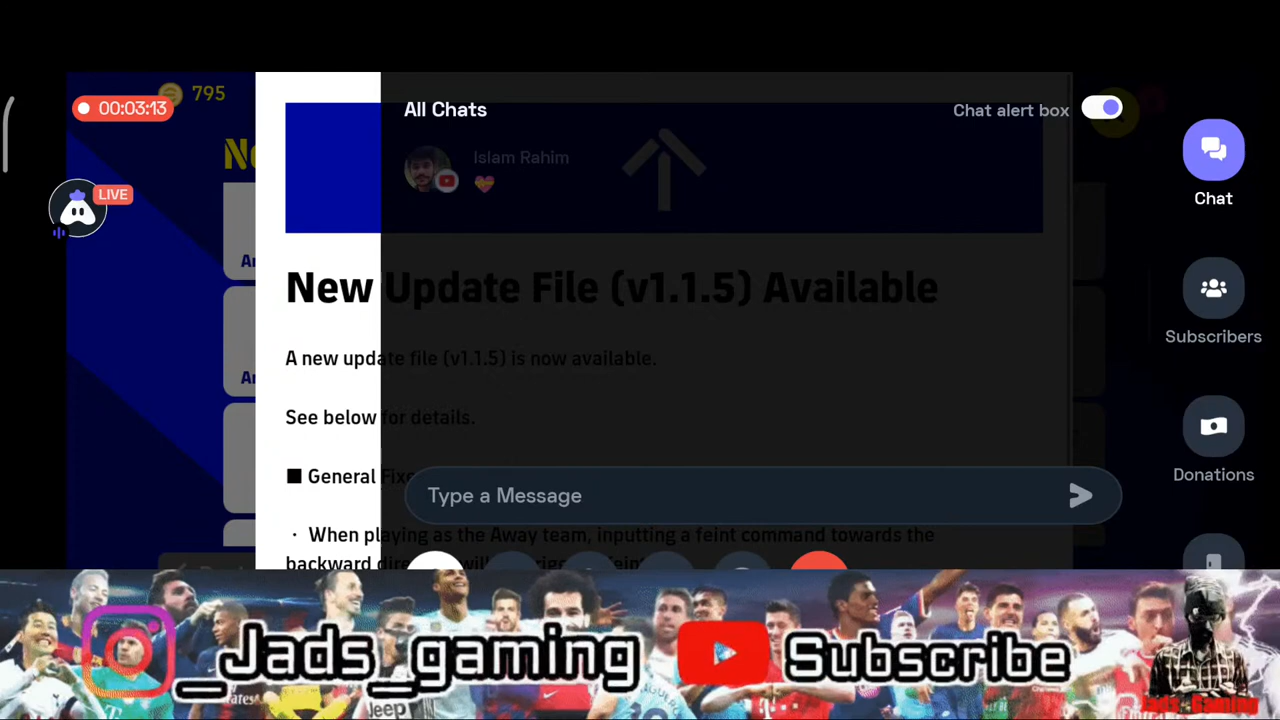 795
00:03:13
All Chats
Chat alert box
LIVE
Islam Rahim
Chat
New Update File (v1.1.5) Available
Subscribers
A new update file (v1.1.5) is now available.
See below for details.
Donations
■ General
Type a Message
· When playing as the Away team, inputting a feint command towards the
backward
_Jads_gaming
Subscribe
Jads_Gaming